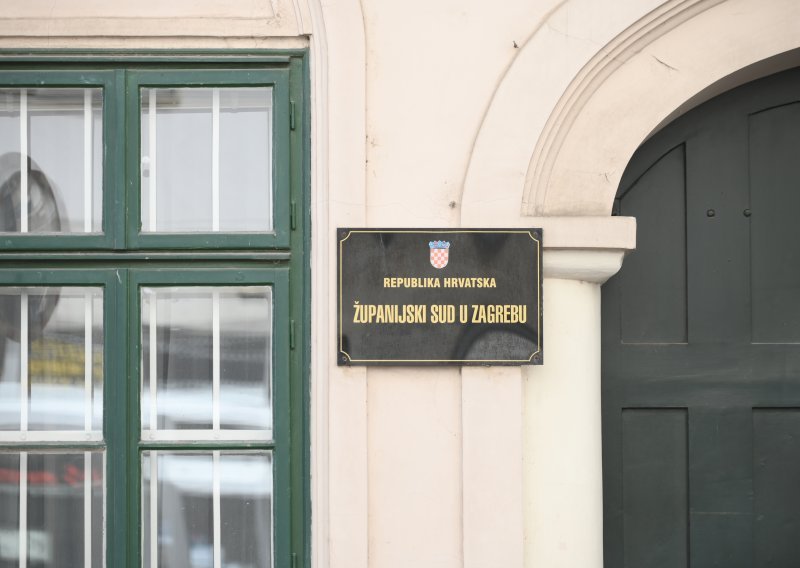 REPUBLIKA HRVATSKA
ŽUPANIJSKI SUD U ZAGREBU